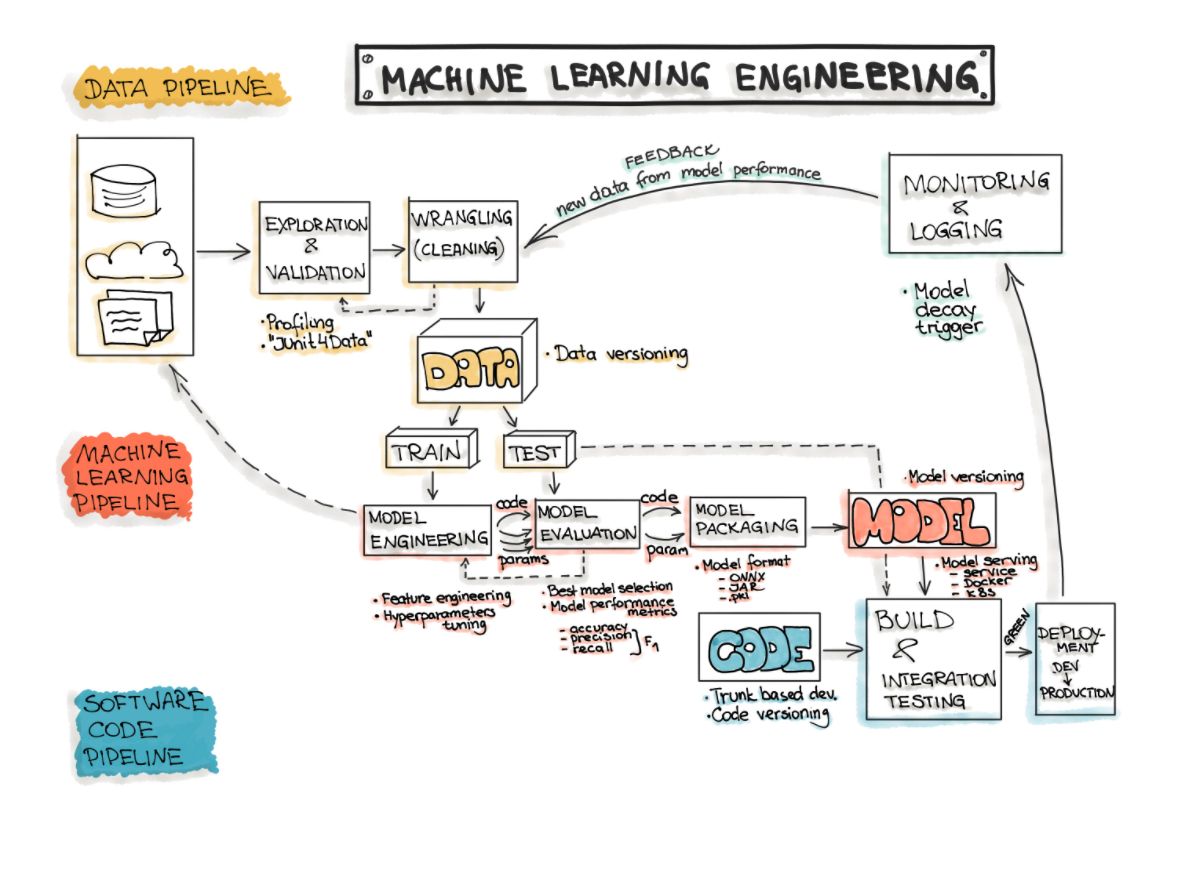 MACHINE LEARNING ENGINEERING
DATA PIPELINE
EXPLORATION
&
VALIDATION
• Profiling
• "JUnit4Data"
WRANGLING
(CLEANING)
FEEDBACK
new data from model performance
MONITORING
&
LOGGING
• Model
decay
trigger
DATA
• Data versioning
TRAIN
TEST
MACHINE
LEARNING
PIPELINE
MODEL
ENGINEERING
• Feature engineering
• Hyperparameters
tuning
code
params
MODEL
EVALUATION
• Best model selection
• Model performance
metrics
- accuracy
- precision
- recall
F1
code
param
MODEL
PACKAGING
• Model format
- ONNX
- JAR
- .pkl
• Model versioning
MODEL
• Model serving
- service
- Docker
- K8s
SOFTWARE
CODE
PIPELINE
CODE
• Trunk based dev.
• Code versioning
BUILD
&
INTEGRATION
TESTING
GREEN
DEPLOY-
MENT
DEV
↓
PRODUCTION